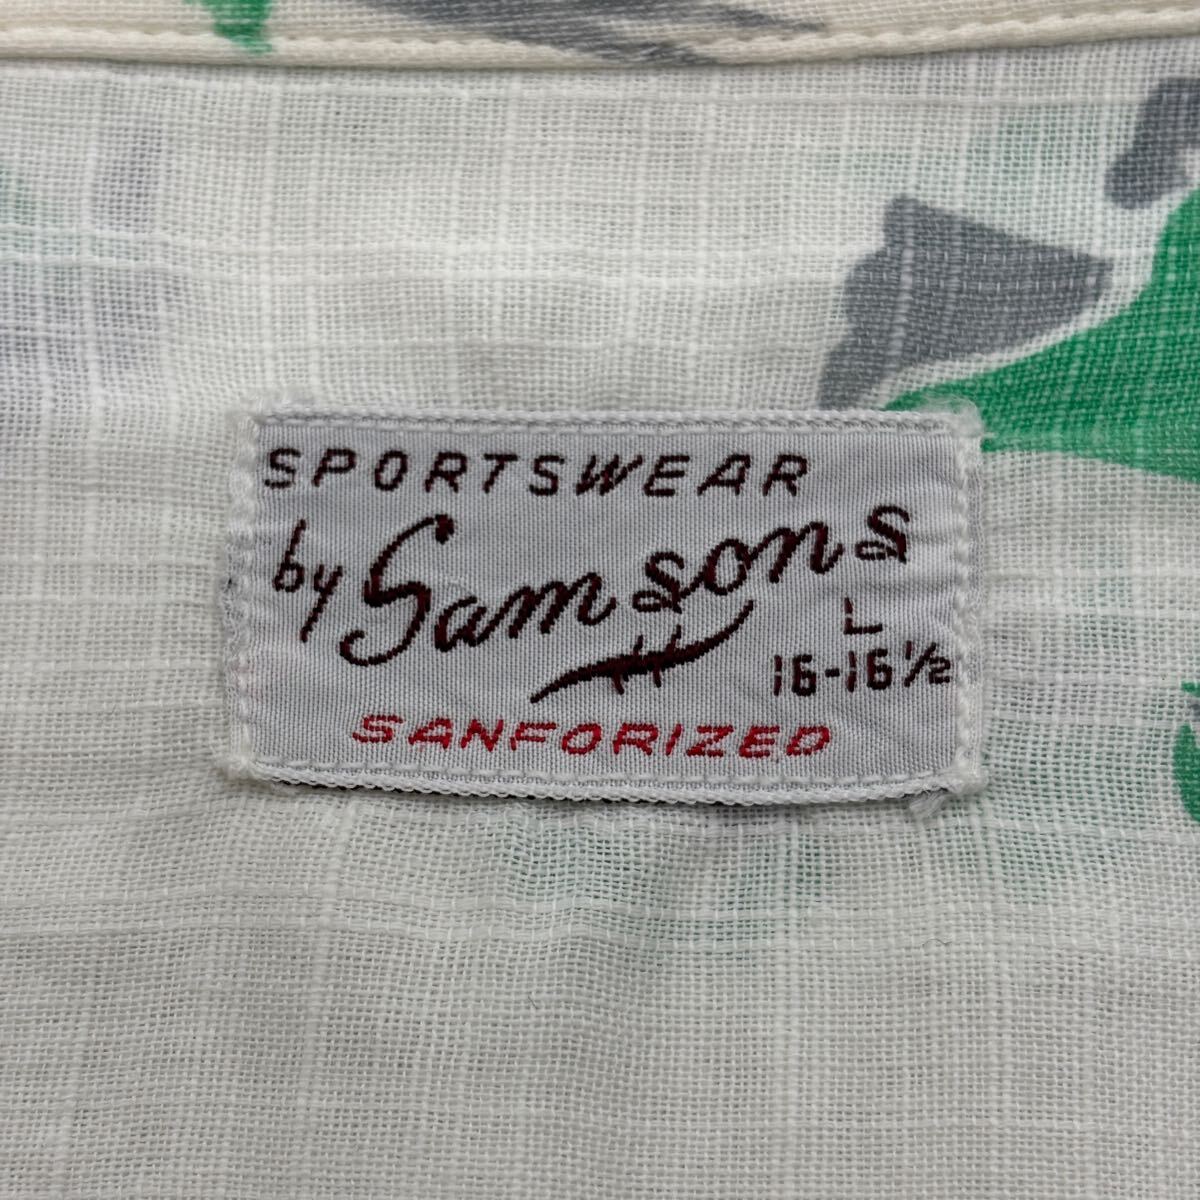 SPORTSWEAR
by Samsons
L
16-16½
SANFORIZED